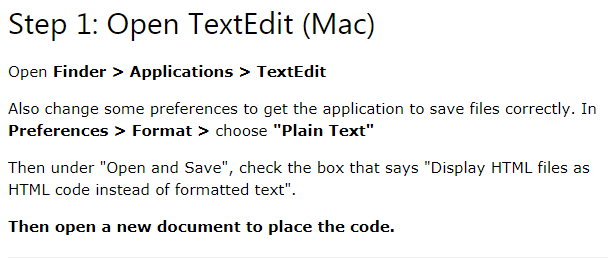 Step 1: Open TextEdit (Mac)
Open Finder > Applications > TextEdit
Also change some preferences to get the application to save files correctly. In
Preferences > Format > choose "Plain Text"
Then under "Open and Save", check the box that says "Display HTML files as
HTML code instead of formatted text".
Then open a new document to place the code.